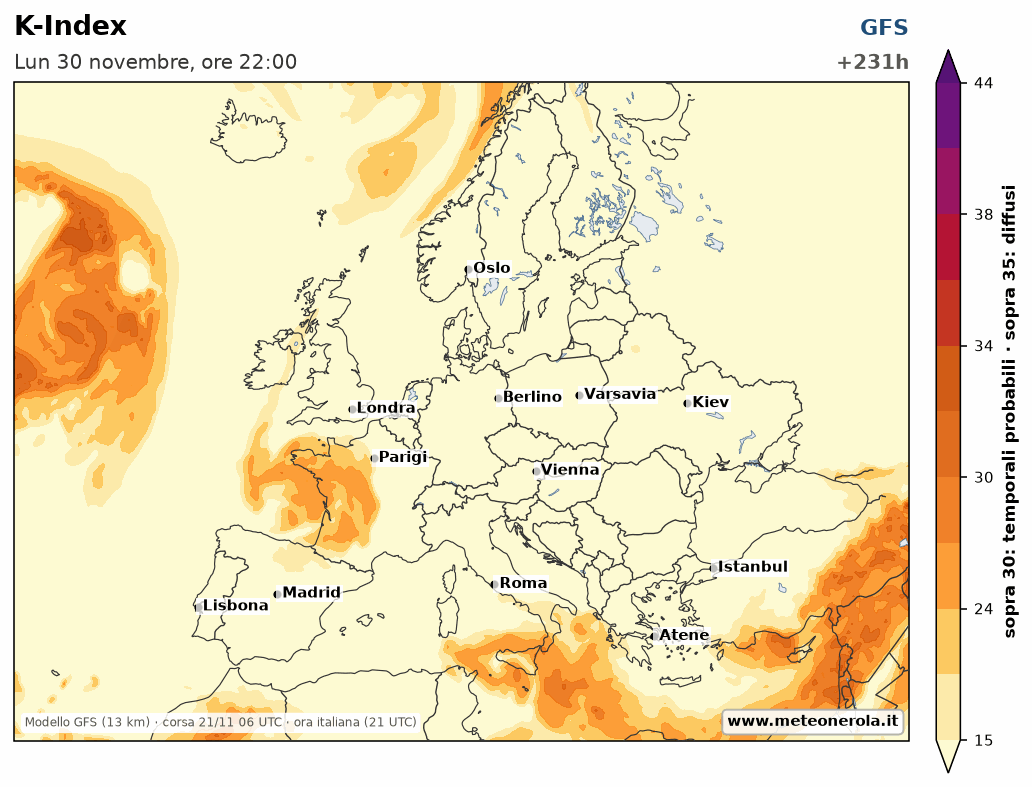 K-Index
GFS
Lun 30 novembre, ore 22:00
+231h
44
38
34
30
24
15
sopra 30: temporali probabili · sopra 35: diffusi
Oslo
Berlino
Varsavia
Kiev
Londra
Parigi
Vienna
Istanbul
Roma
Madrid
Lisbona
Atene
Modello GFS (13 km) · corsa 21/11 06 UTC · ora italiana (21 UTC)
www.meteonerola.it